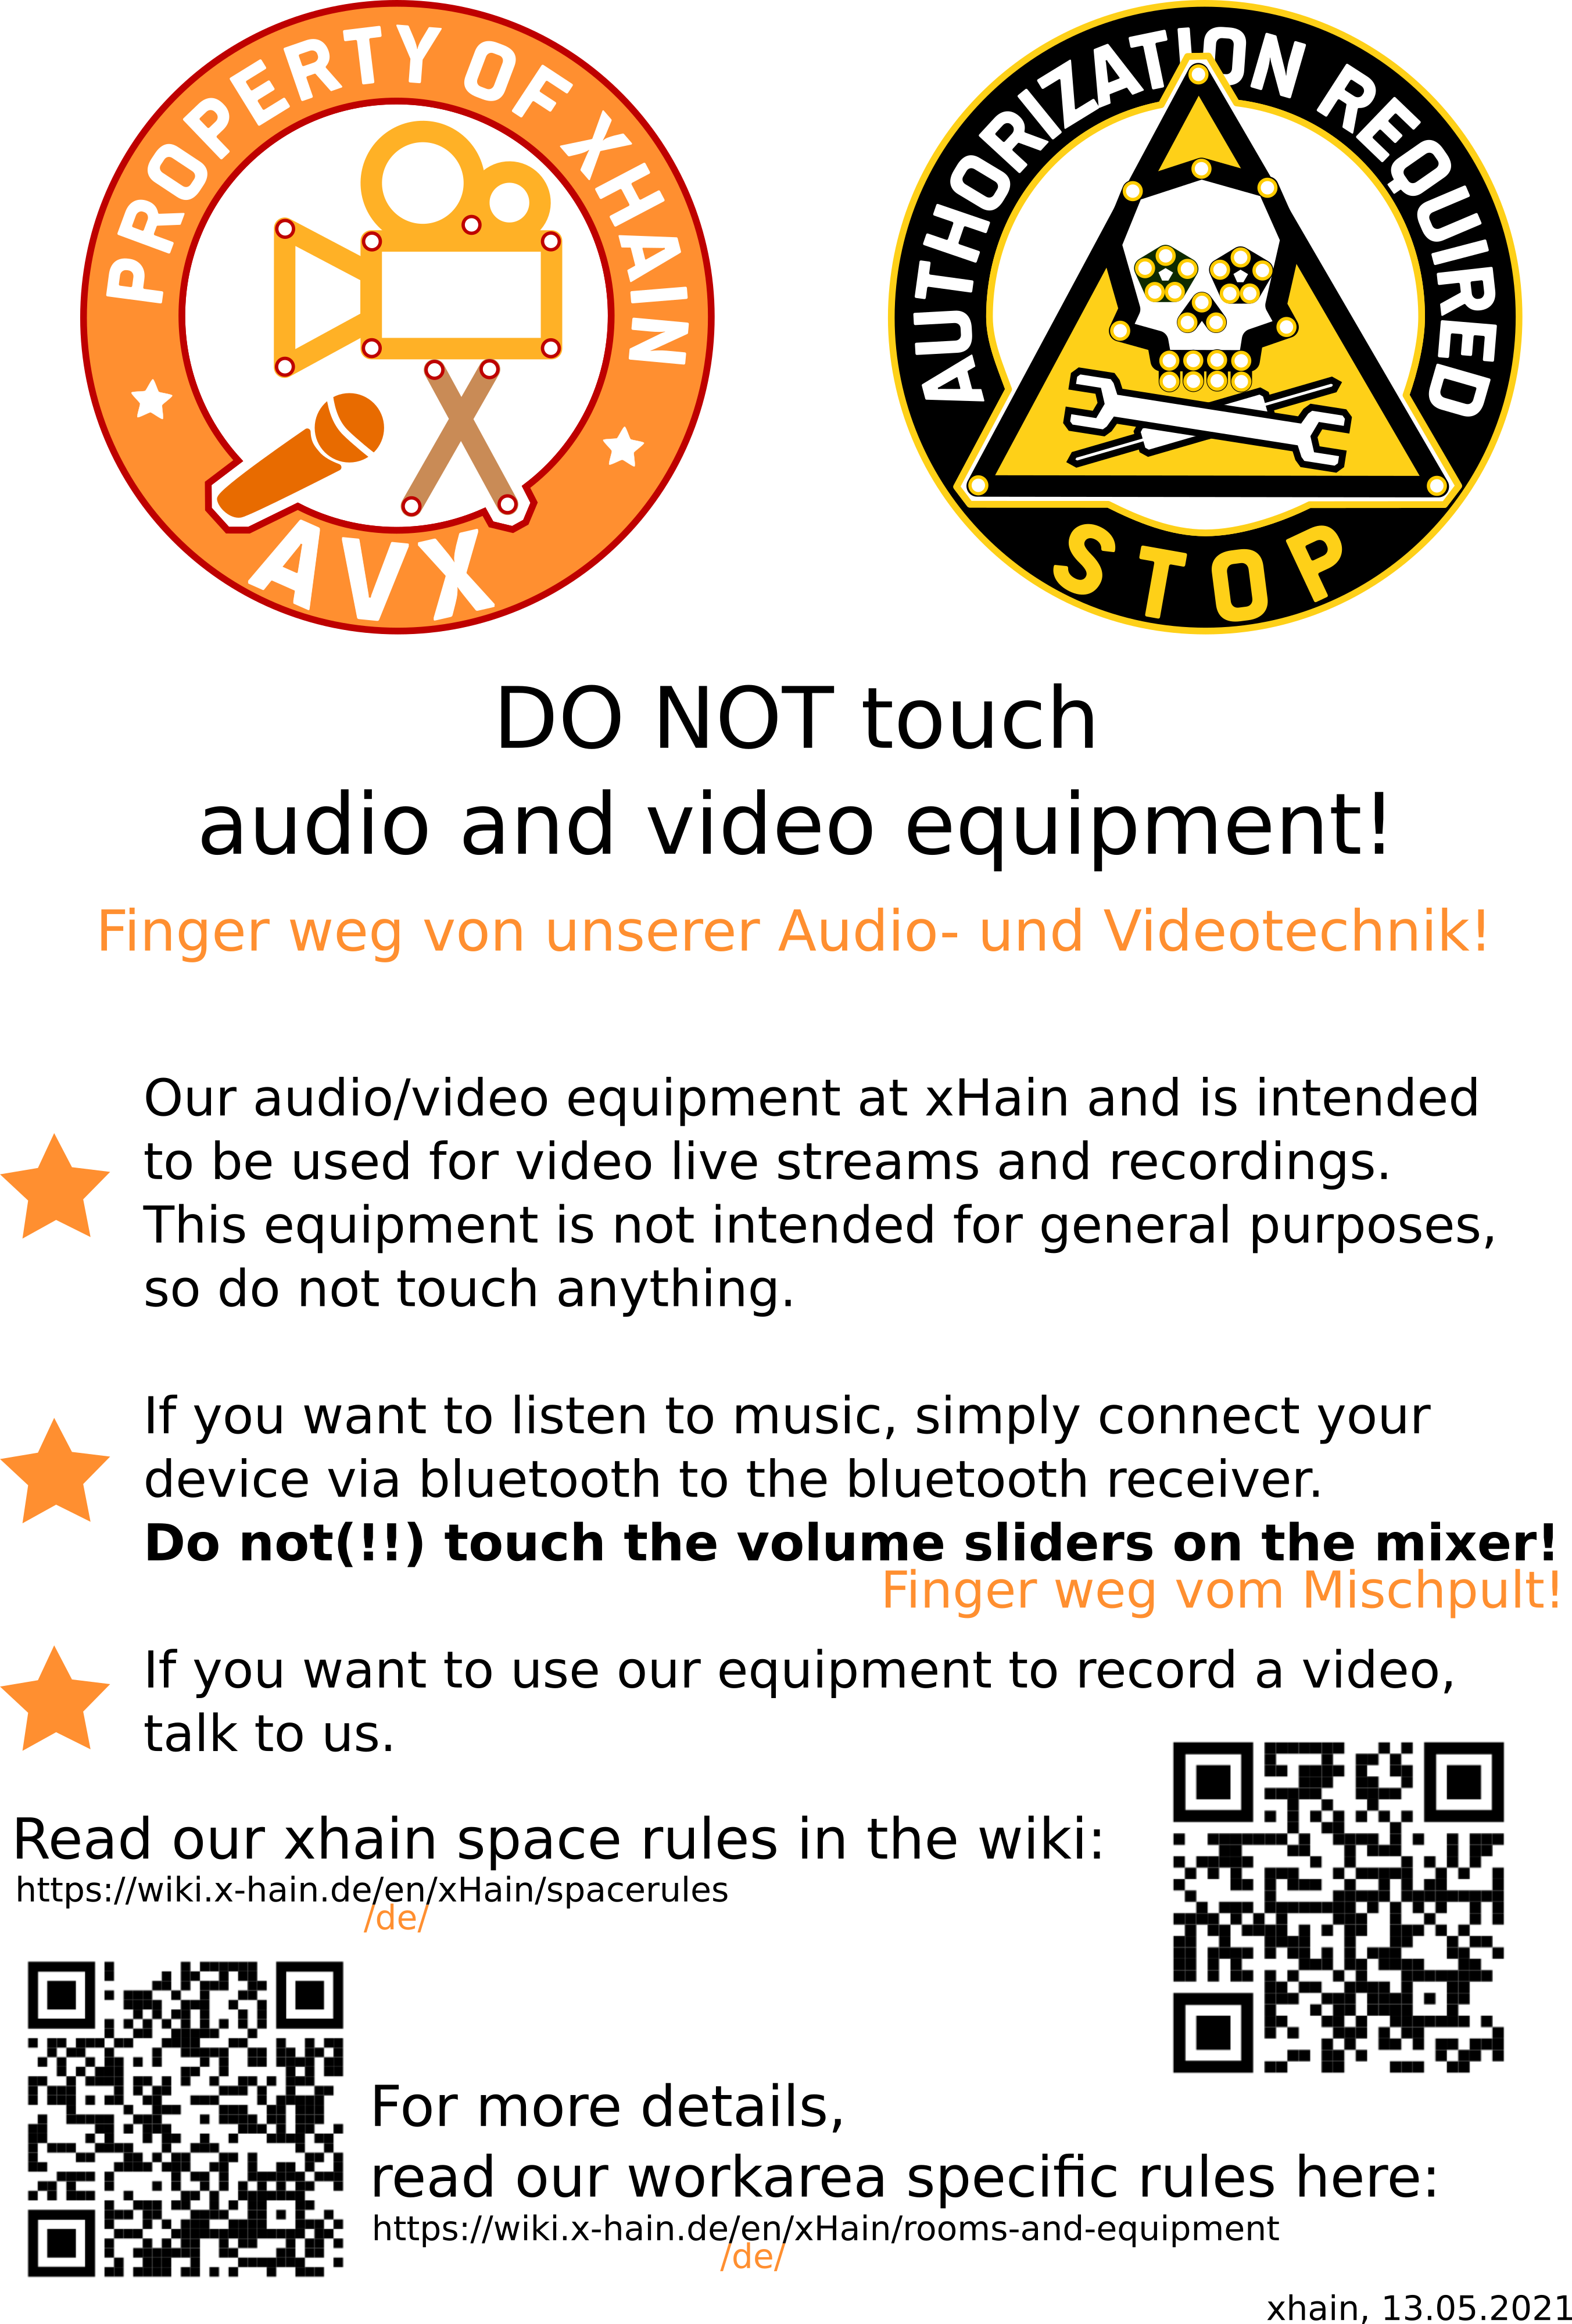 PROPERTY OF XHAIN
AVX
AUTHORIZATION REQUIRED
STOP
DO NOT touch
audio and video equipment!
Finger weg von unserer Audio- und Videotechnik!
Our audio/video equipment at xHain and is intended
to be used for video live streams and recordings.
This equipment is not intended for general purposes,
so do not touch anything.
If you want to listen to music, simply connect your
device via bluetooth to the bluetooth receiver.
Do not(!!) touch the volume sliders on the mixer!
Finger weg vom Mischpult!
If you want to use our equipment to record a video,
talk to us.
Read our xhain space rules in the wiki:
https://wiki.x-hain.de/en/xHain/spacerules
/de/
For more details,
read our workarea specific rules here:
https://wiki.x-hain.de/en/xHain/rooms-and-equipment
/de/
xhain, 13.05.2021